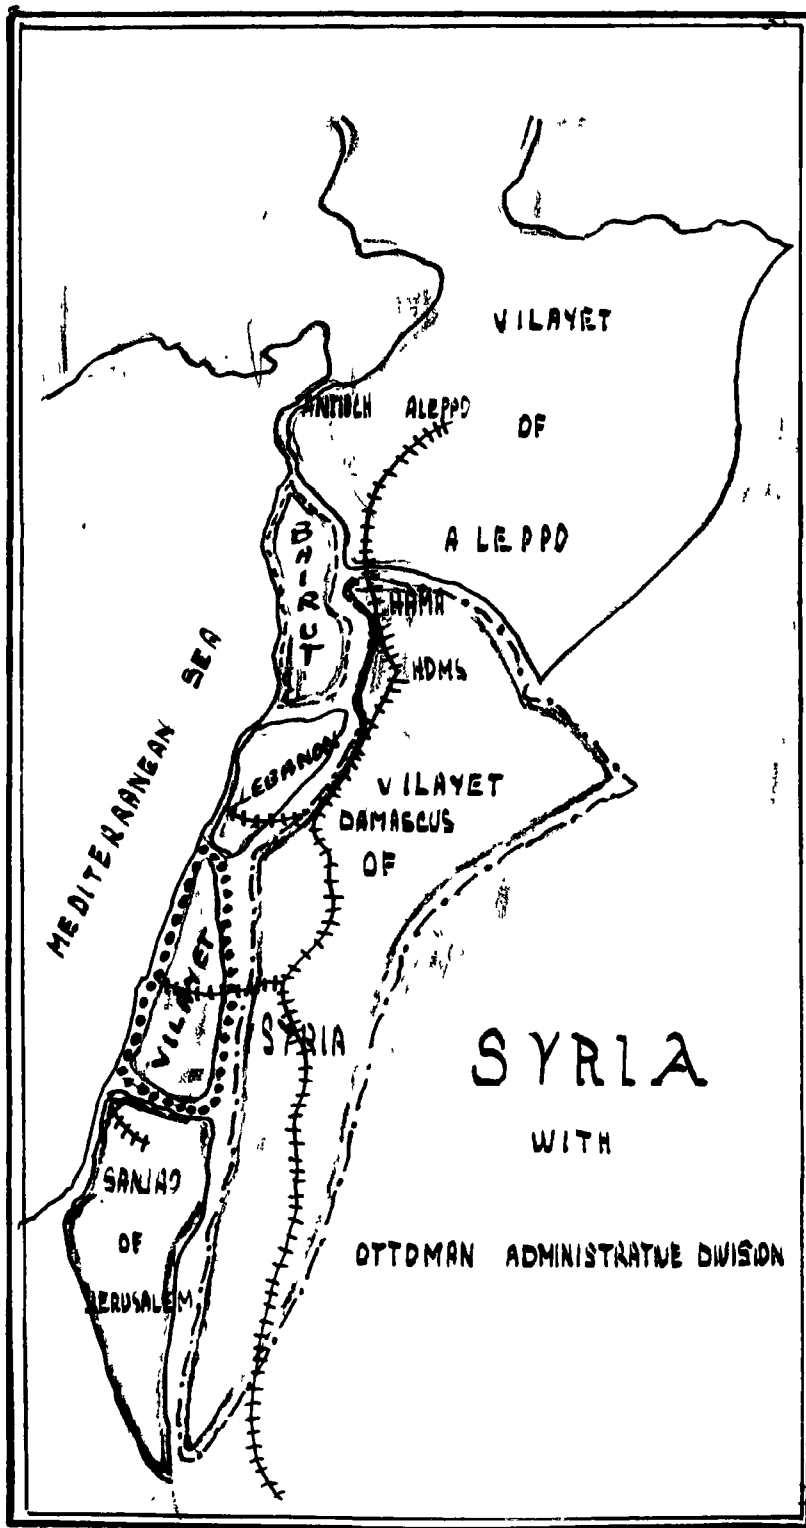 VILAYET
ANTIOCH
ALEPPO
OF
ALEPPO
BAIRUT
HAMA
HOMS
MEDITERRANEAN SEA
LEBANON
VILAYET
DAMASCUS
OF
VILAYET
SYRIA
SYRIA
WITH
OTTOMAN ADMINISTRATIVE DIVISION
SANJAQ
OF
JERUSALEM